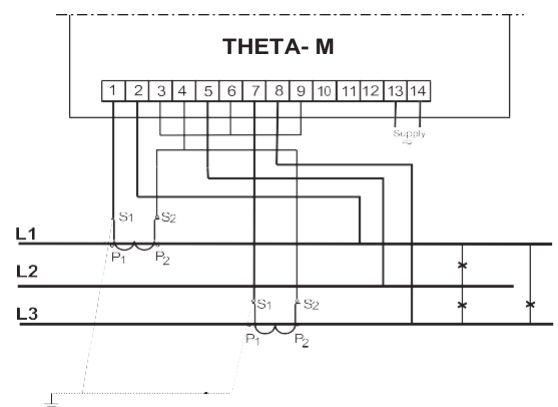 THETA- M
1 2 3 4 5 6 7 8 9 10 11 12 13 14
Supply
S1 S2
L1
P1 P2
L2
S1 S2
L3
P1 P2